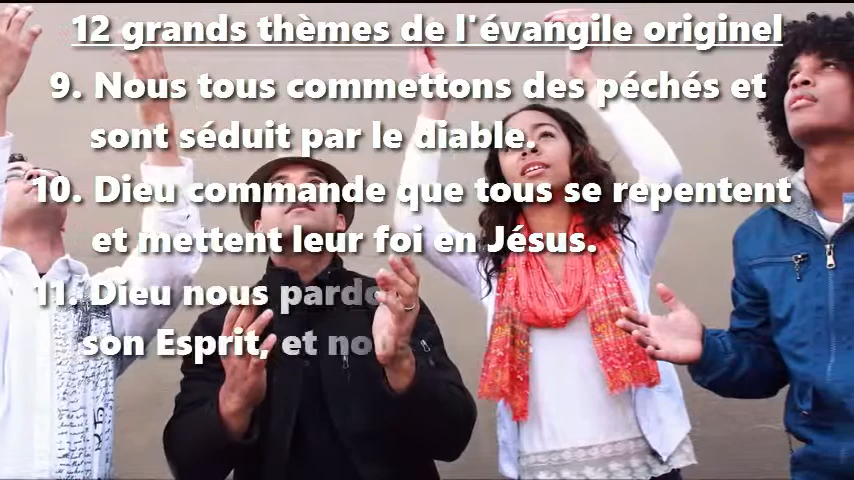 12 grands thèmes de l'évangile originel
9. Nous tous commettons des péchés et
sont séduit par le diable.
10. Dieu commande que tous se repentent
et mettent leur foi en Jésus.
11. Dieu nous
son Esprit, et nous